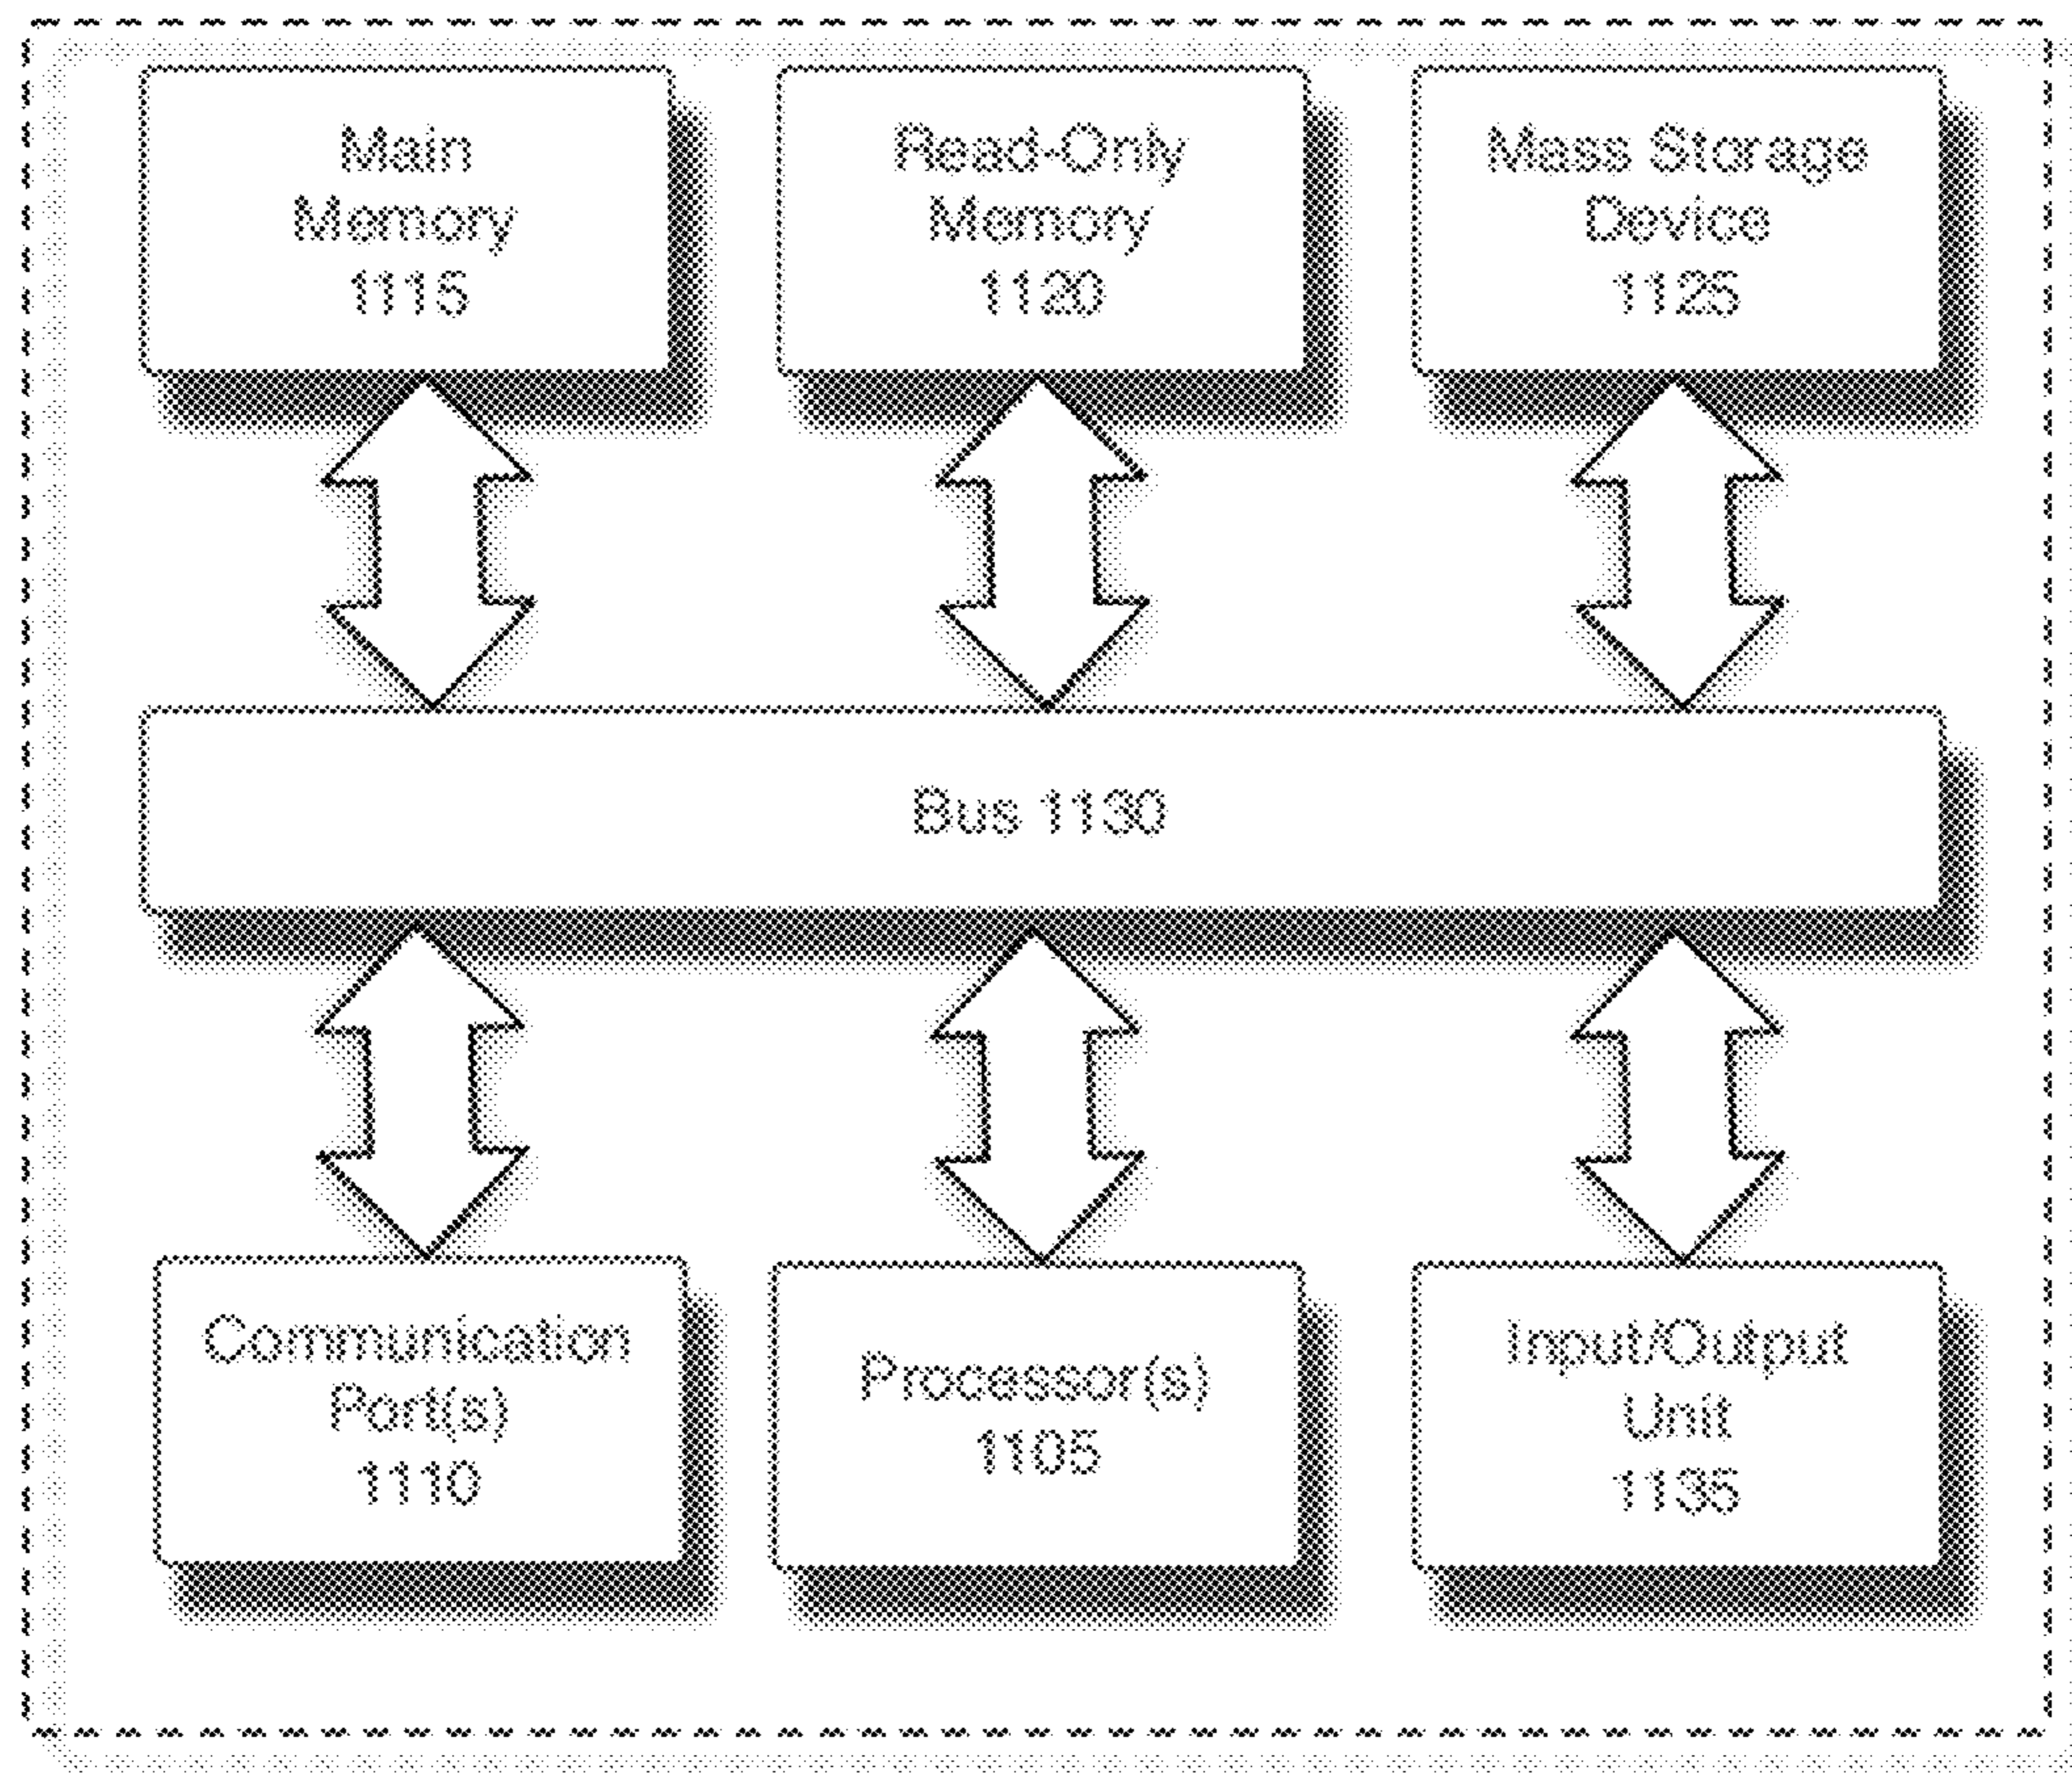 Main
Memory
1115
Read-Only
Memory
1120
Mass Storage
Device
1125
Bus 1130
Communication
Port(s)
1110
Processor(s)
1105
Input/Output
Unit
1135